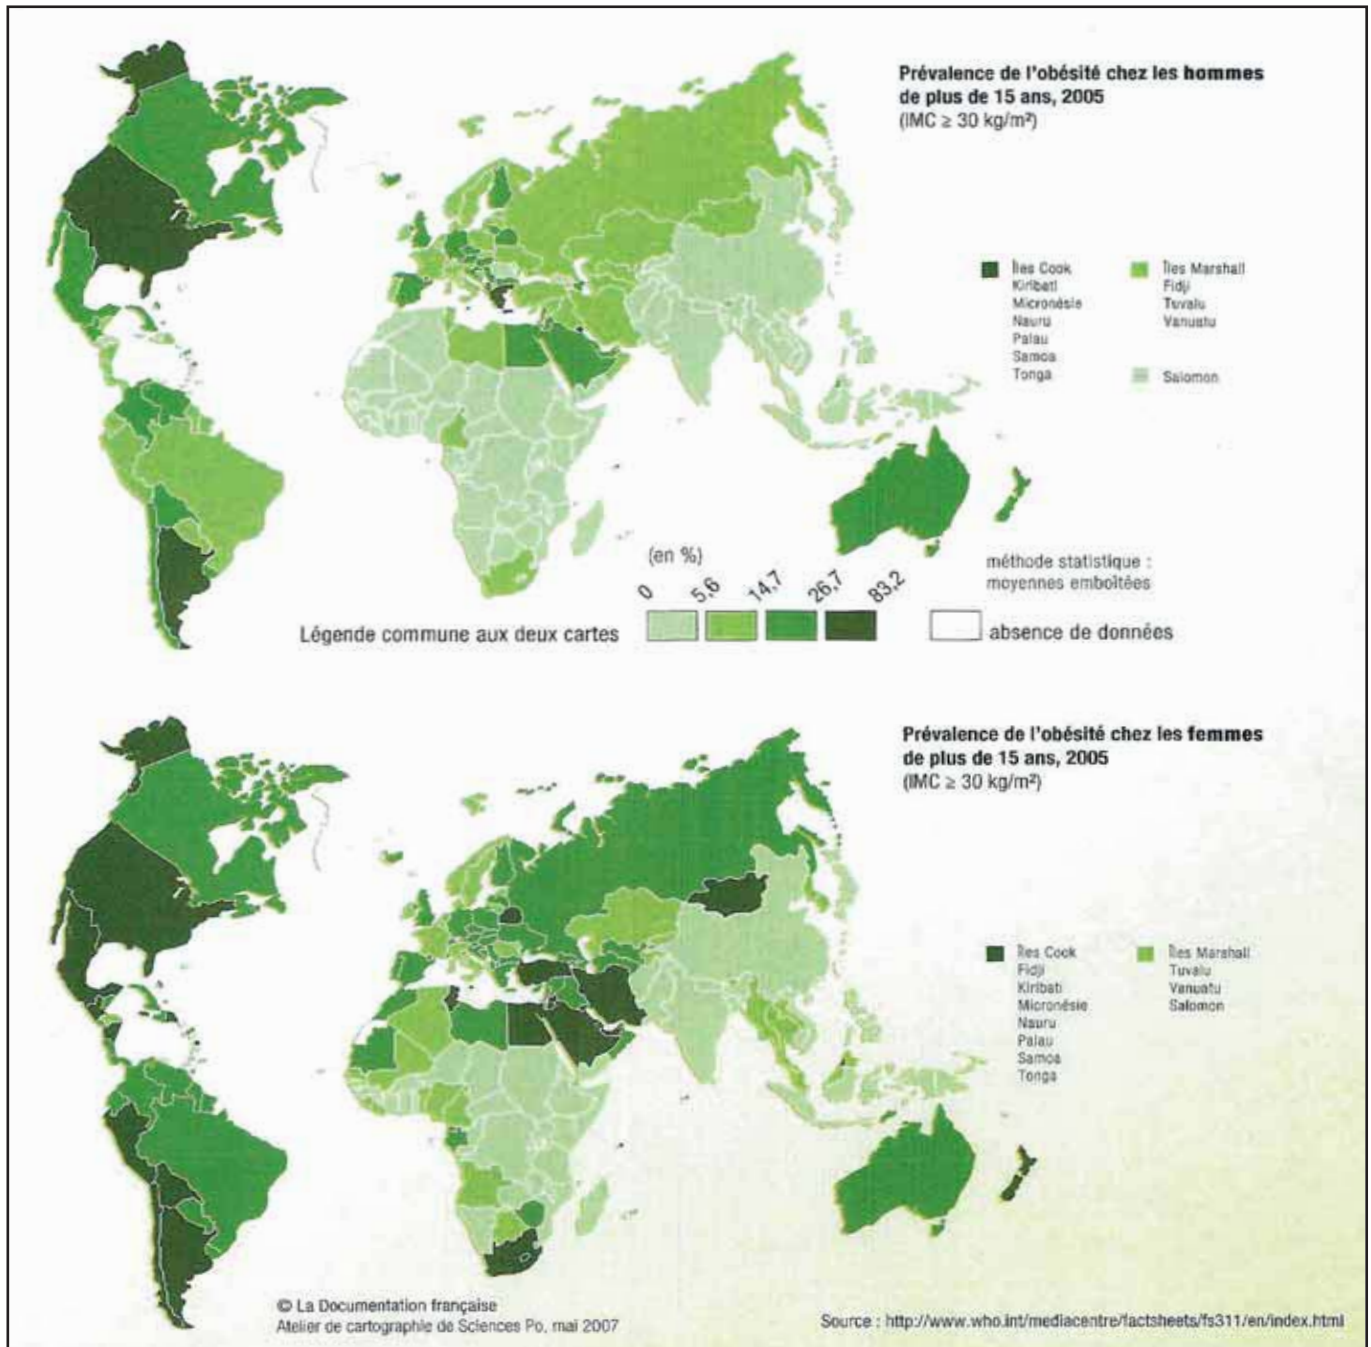 Prévalence de l'obésité chez les hommes
de plus de 15 ans, 2005
(IMC ≥ 30 kg/m²)
Îles Cook
Kiribati
Micronésie
Nauru
Palau
Samoa
Tonga
Îles Marshall
Fidji
Tuvalu
Vanuatu
Salomon
(en %)
0
5,6
14,7
26,7
83,2
Légende commune aux deux cartes
méthode statistique :
moyennes emboîtées
absence de données
Prévalence de l'obésité chez les femmes
de plus de 15 ans, 2005
(IMC ≥ 30 kg/m²)
Îles Cook
Fidji
Kiribati
Micronésie
Nauru
Palau
Samoa
Tonga
Îles Marshall
Tuvalu
Vanuatu
Salomon
© La Documentation française
Atelier de cartographie de Sciences Po, mai 2007
Source : http://www.who.int/mediacentre/factsheets/fs311/en/index.html